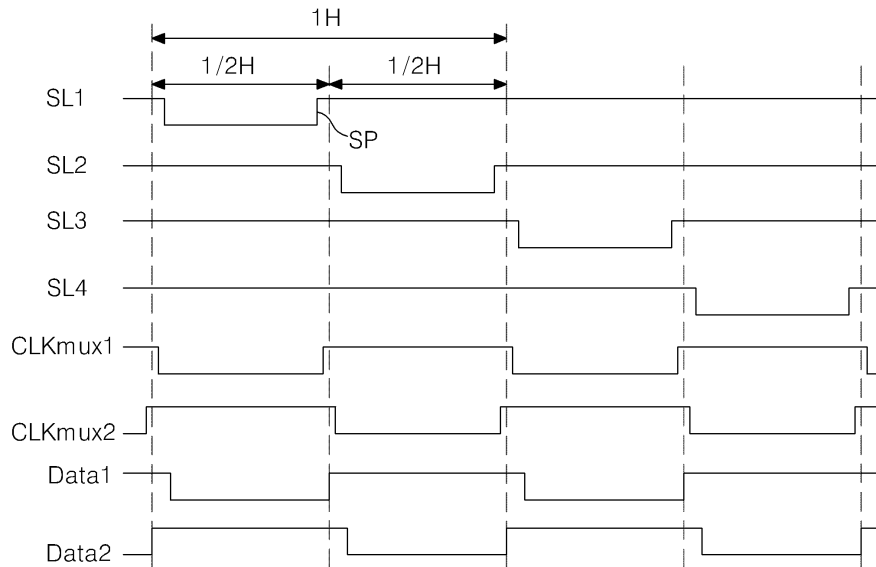 1H
1/2H 1/2H
SL1
SP
SL2
SL3
SL4
CLKmux1
CLKmux2
Data1
Data2